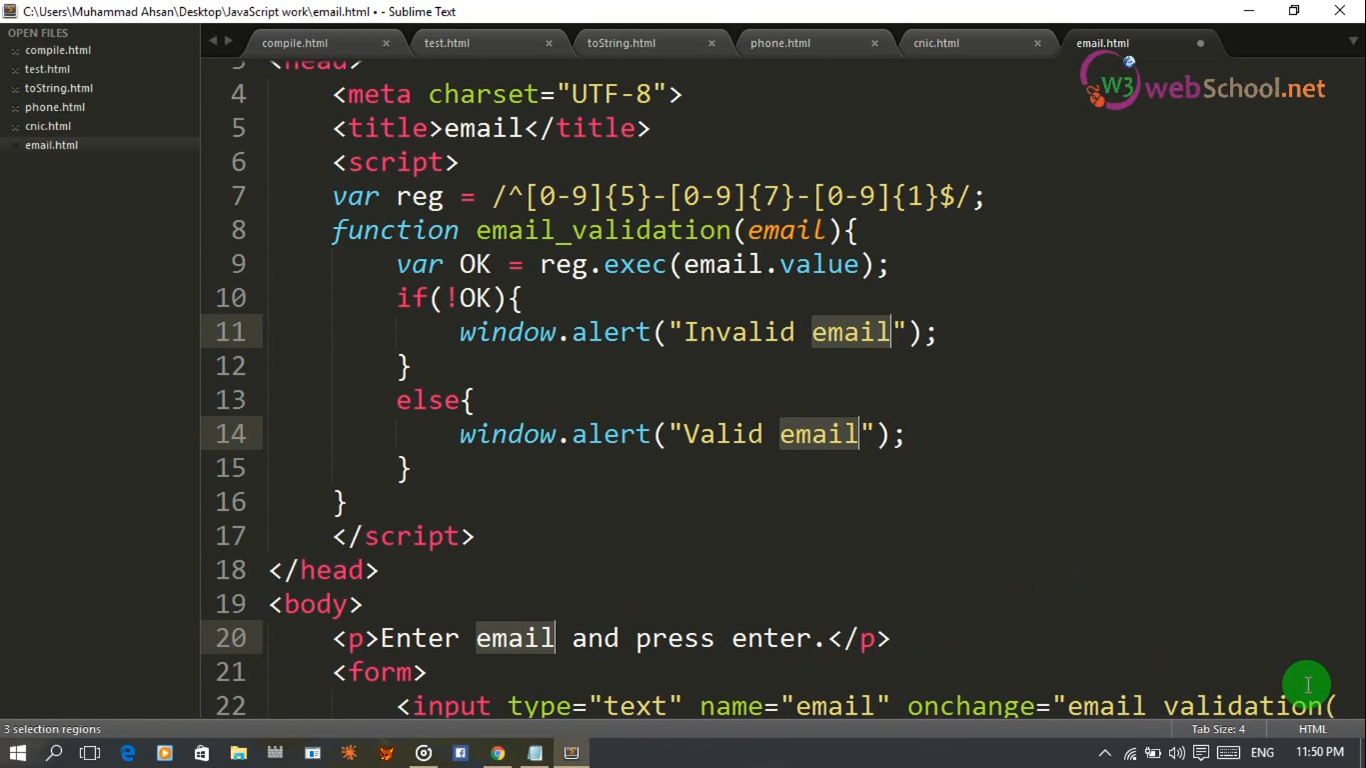 C:\Users\Muhammad Ahsan\Desktop\JavaScript work\email.html • - Sublime Text
OPEN FILES
compile.html
test.html
toString.html
phone.html
cnic.html
email.html
compile.html
test.html
toString.html
phone.html
cnic.html
email.html
W3 webSchool.net
3 <head>
4 <meta charset="UTF-8">
5 <title>email</title>
6 <script>
7 var reg = /^[0-9]{5}-[0-9]{7}-[0-9]{1}$/;
8 function email_validation(email){
9 var OK = reg.exec(email.value);
10 if(!OK){
11 window.alert("Invalid email");
12 }
13 else{
14 window.alert("Valid email");
15 }
16 }
17 </script>
18 </head>
19 <body>
20 <p>Enter email and press enter.</p>
21 <form>
22 <input type="text" name="email" onchange="email_validation(
3 selection regions
Tab Size: 4
HTML
ENG
11:50 PM